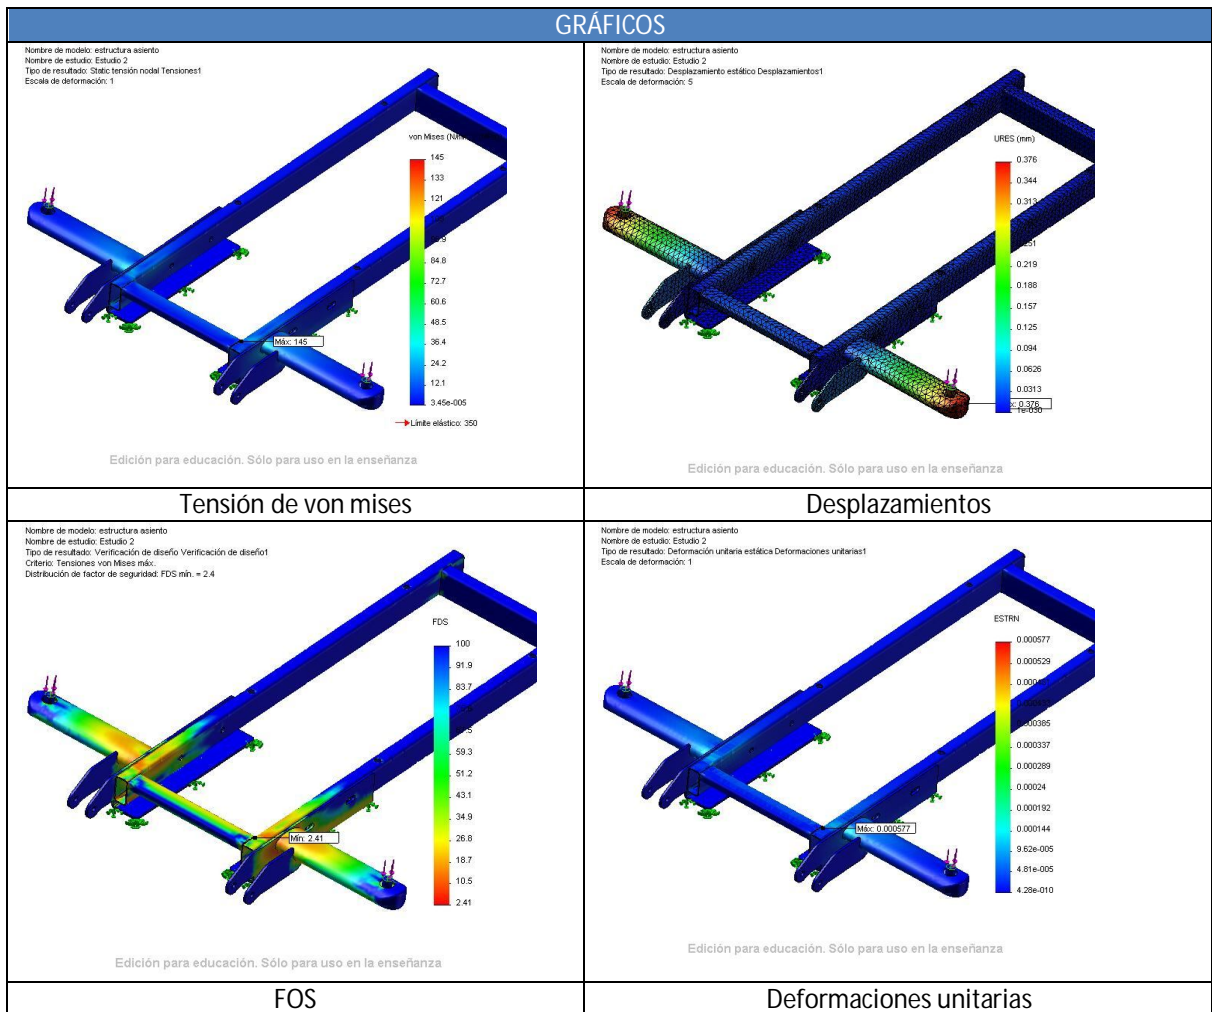 GRÁFICOS
Nombre de modelo: estructura asiento
Nombre de estudio: Estudio 2
Tipo de resultado: Static tensión nodal Tensiones1
Escala de deformación: 1
von Mises
145
133
121
84.8
72.7
60.6
48.5
36.4
24.2
12.1
3.45e-005
Límite elástico: 350
Máx: 145
Edición para educación. Sólo para uso en la enseñanza
Tensión de von mises
Nombre de modelo: estructura asiento
Nombre de estudio: Estudio 2
Tipo de resultado: Desplazamiento estático Desplazamientos1
Escala de deformación: 5
URES (mm)
0.376
0.344
0.313
0.219
0.188
0.157
0.125
0.094
0.0626
0.0313
1e-030
0.376
Edición para educación. Sólo para uso en la enseñanza
Desplazamientos
Nombre de modelo: estructura asiento
Nombre de estudio: Estudio 2
Tipo de resultado: Verificación de diseño Verificación de diseño1
Criterio: Tensiones von Mises máx.
Distribución de factor de seguridad: FDS mín. = 2.4
FDS
100
91.9
83.7
59.3
51.2
43.1
34.9
26.8
18.7
10.5
2.41
Mín: 2.41
Edición para educación. Sólo para uso en la enseñanza
FOS
Nombre de modelo: estructura asiento
Nombre de estudio: Estudio 2
Tipo de resultado: Deformación unitaria estática Deformaciones unitarias1
Escala de deformación: 1
ESTRN
0.000577
0.000529
0.000385
0.000337
0.000289
0.00024
0.000192
0.000144
9.62e-005
4.81e-005
4.28e-010
Máx: 0.000577
Edición para educación. Sólo para uso en la enseñanza
Deformaciones unitarias